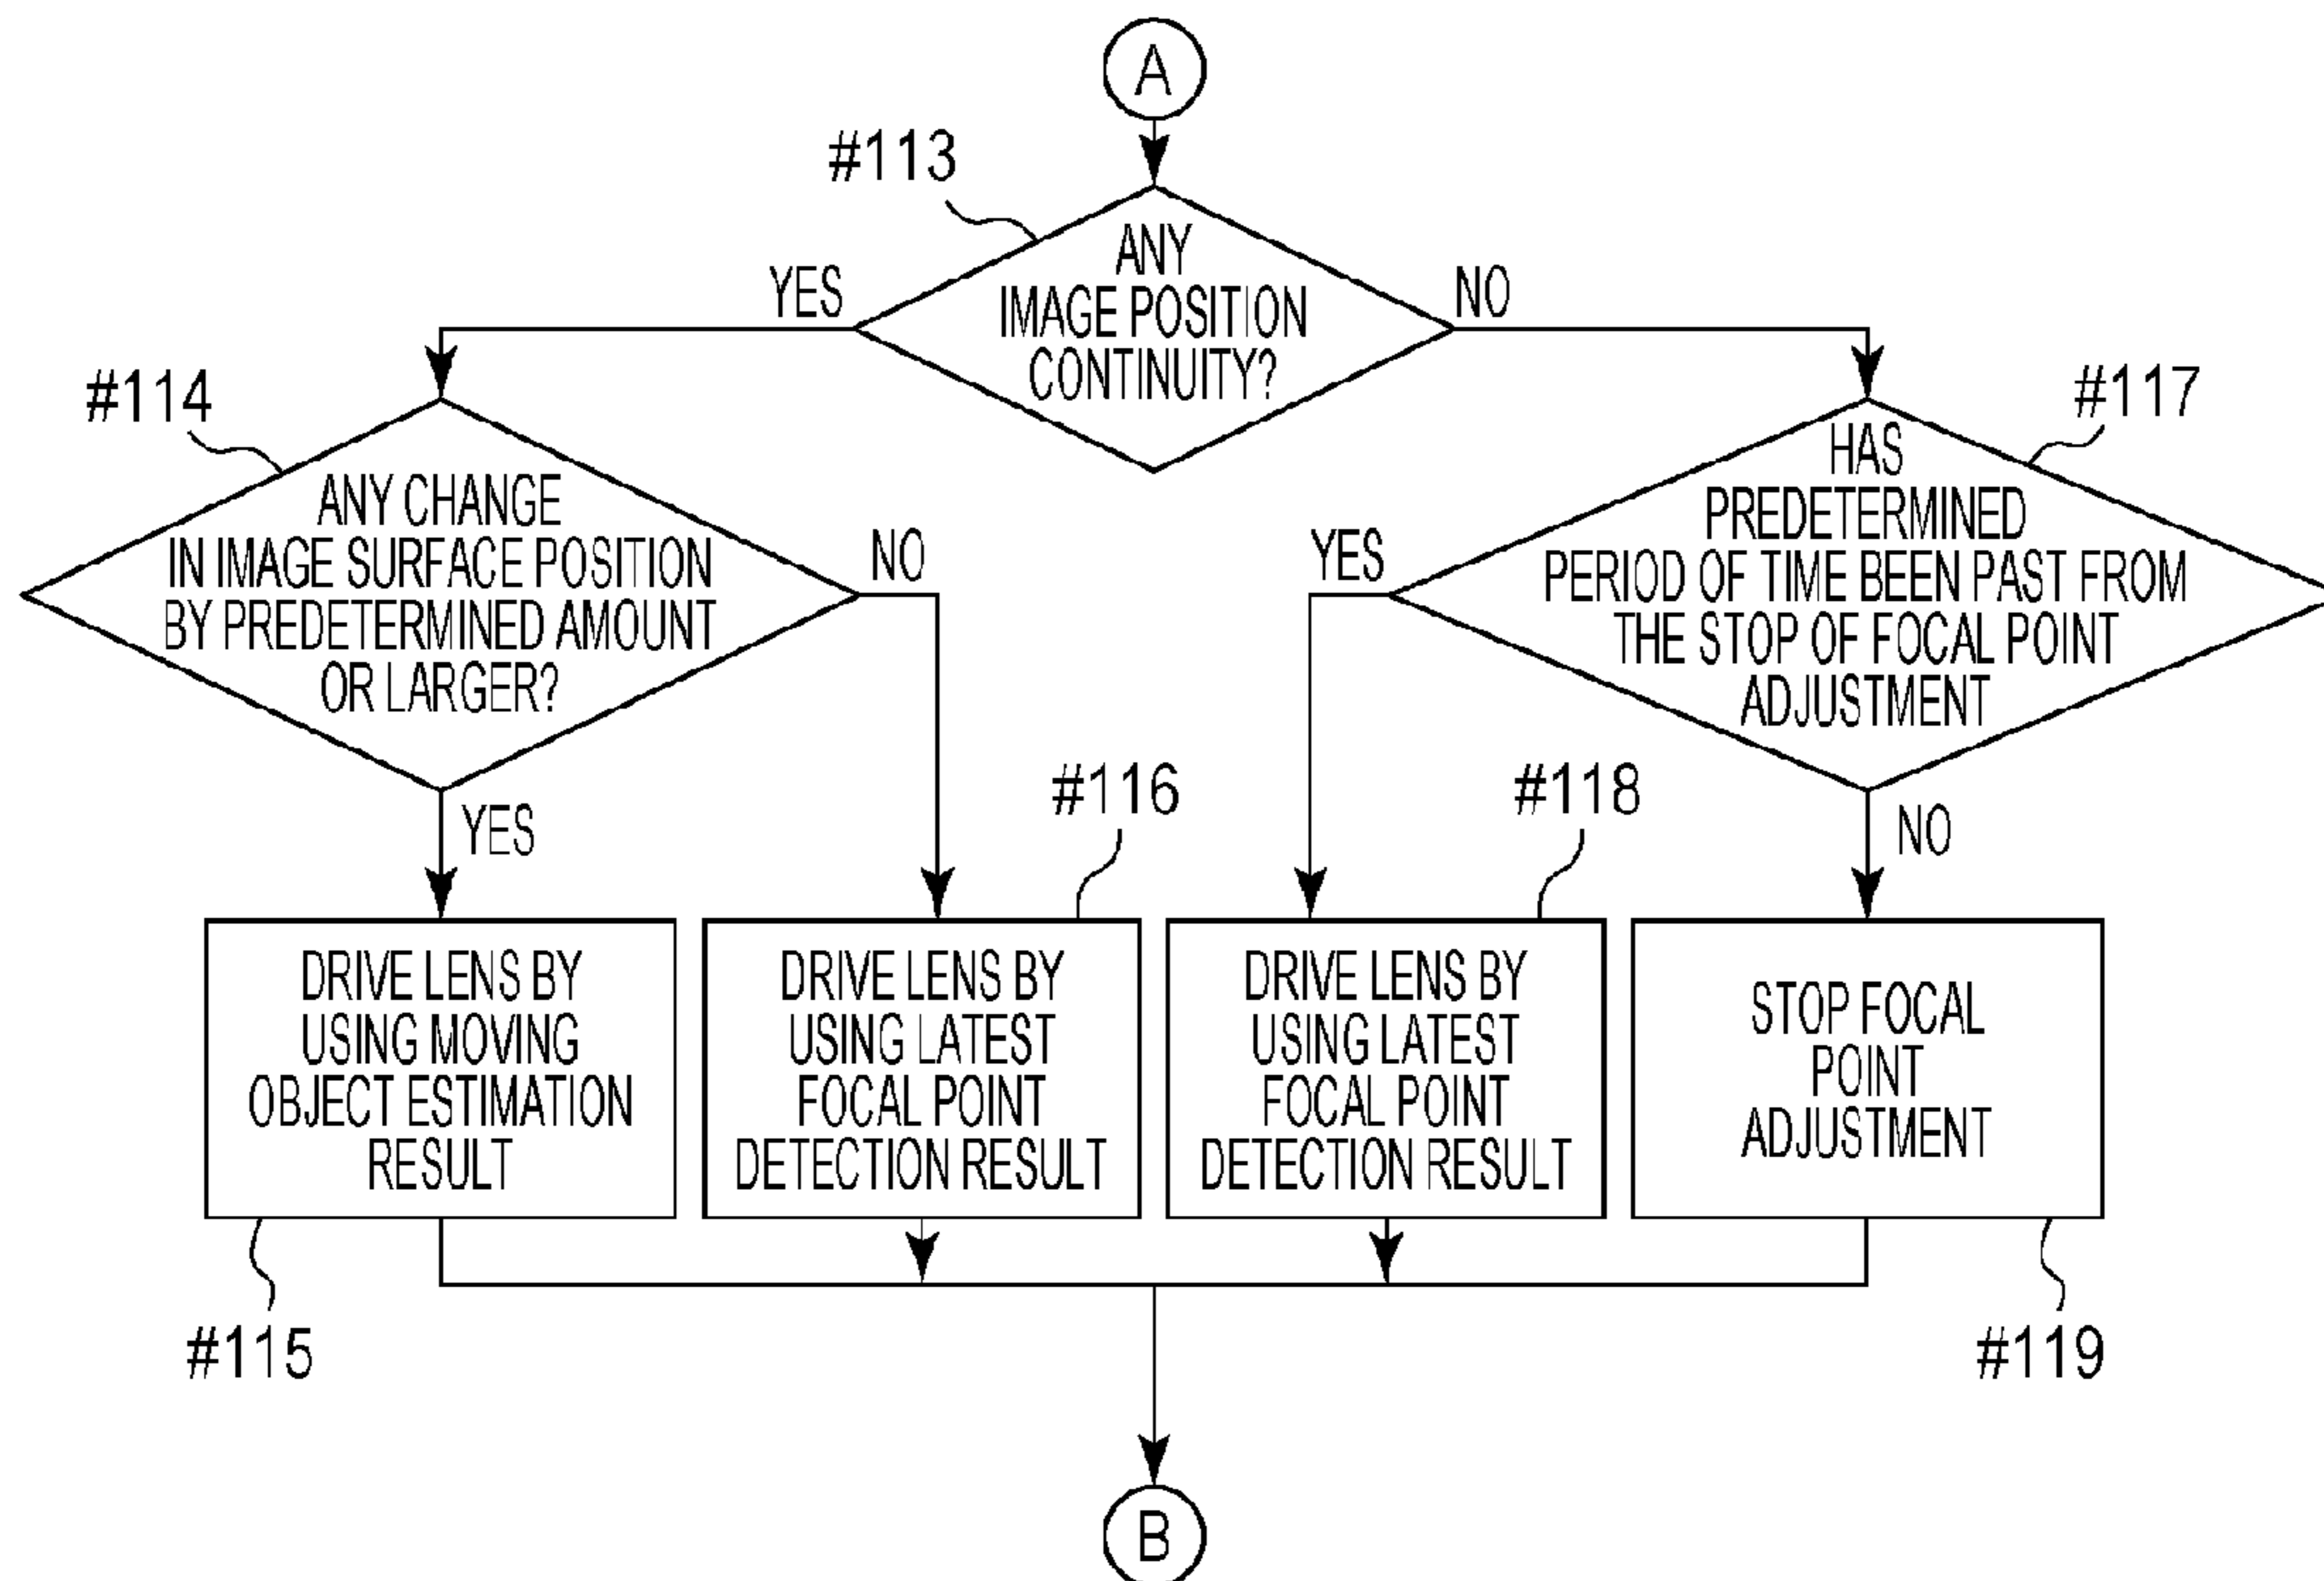 A
#113
ANY
IMAGE POSITION
CONTINUITY?
YES
NO
#114
ANY CHANGE
IN IMAGE SURFACE POSITION
BY PREDETERMINED AMOUNT
OR LARGER?
NO
YES
#117
HAS
PREDETERMINED
PERIOD OF TIME BEEN PAST FROM
THE STOP OF FOCAL POINT
ADJUSTMENT
YES
NO
#116
#118
DRIVE LENS BY
USING MOVING
OBJECT ESTIMATION
RESULT
DRIVE LENS BY
USING LATEST
FOCAL POINT
DETECTION RESULT
DRIVE LENS BY
USING LATEST
FOCAL POINT
DETECTION RESULT
STOP FOCAL
POINT
ADJUSTMENT
#115
#119
B